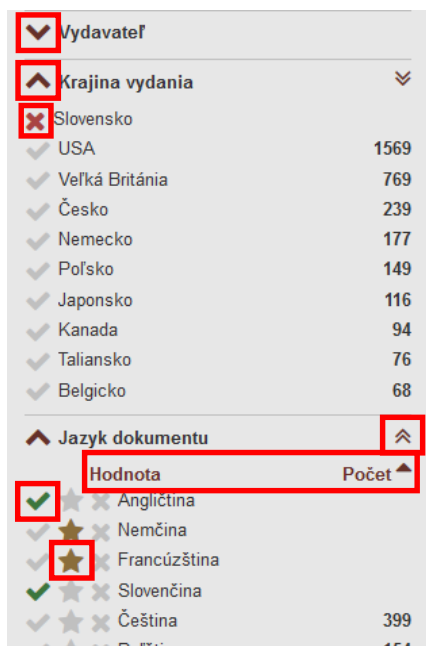 Vydavateľ
Krajina vydania
Slovensko
USA 1569
Veľká Británia 769
Česko 239
Nemecko 177
Poľsko 149
Japonsko 116
Kanada 94
Taliansko 76
Belgicko 68
Jazyk dokumentu
Hodnota Počet
Angličtina
Nemčina
Francúzština
Slovenčina
Čeština 399